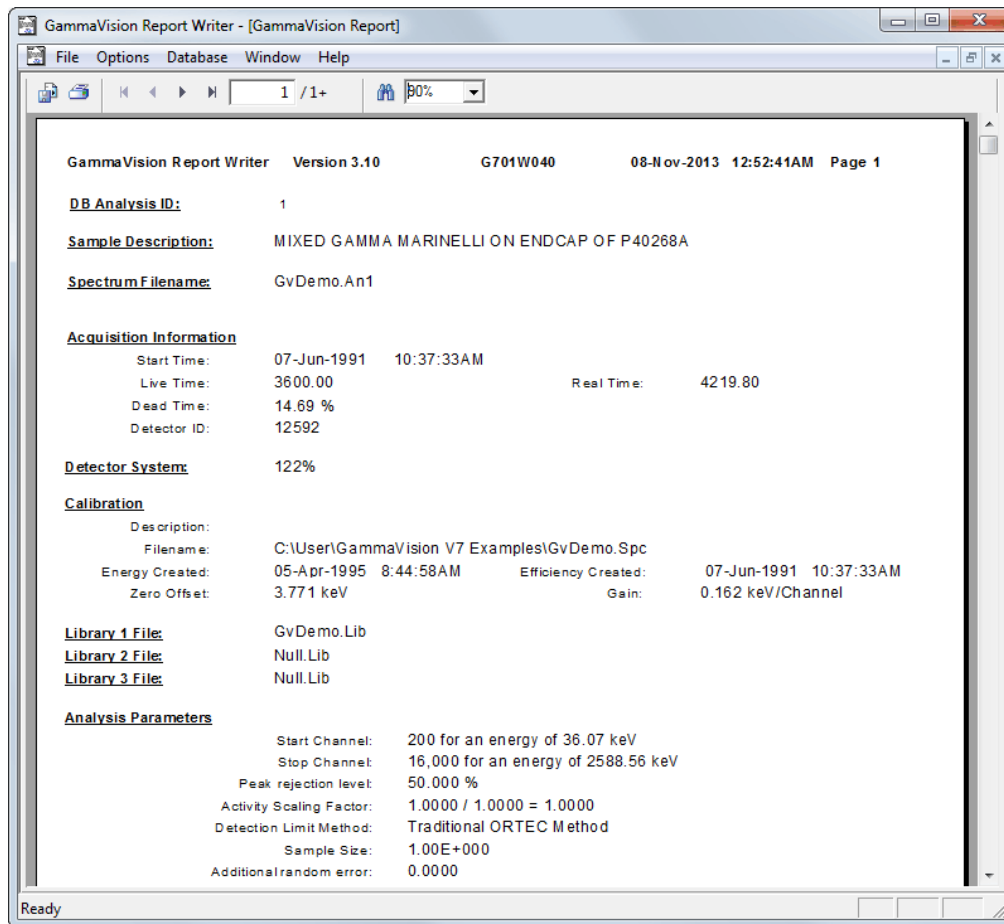 GammaVision Report Writer - [GammaVision Report]
File Options Database Window Help
1 /1+ 90%
GammaVision Report Writer Version 3.10 G701W040 08-Nov-2013 12:52:41AM Page 1
DB Analysis ID: 1
Sample Description: MIXED GAMMA MARINELLI ON ENDCAP OF P40268A
Spectrum Filename: GvDemo.An1
Acquisition Information
Start Time: 07-Jun-1991 10:37:33AM
Live Time: 3600.00 Real Time: 4219.80
Dead Time: 14.69 %
Detector ID: 12592
Detector System: 122%
Calibration
Description:
Filename: C:\User\GammaVision V7 Examples\GvDemo.Spc
Energy Created: 05-Apr-1995 8:44:58AM Efficiency Created: 07-Jun-1991 10:37:33AM
Zero Offset: 3.771 keV Gain: 0.162 keV/Channel
Library 1 File: GvDemo.Lib
Library 2 File: Null.Lib
Library 3 File: Null.Lib
Analysis Parameters
Start Channel: 200 for an energy of 36.07 keV
Stop Channel: 16,000 for an energy of 2588.56 keV
Peak rejection level: 50.000 %
Activity Scaling Factor: 1.0000 / 1.0000 = 1.0000
Detection Limit Method: Traditional ORTEC Method
Sample Size: 1.00E+000
Additional random error: 0.0000
Ready